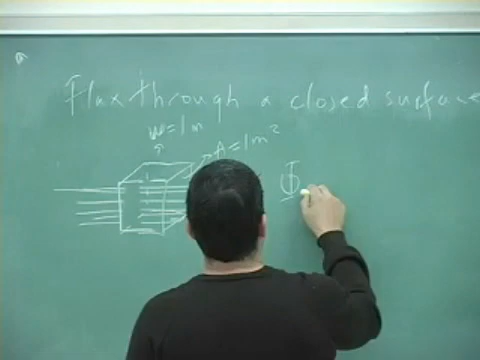 Flux through a closed surface
w=1m
A=1m²
Φ